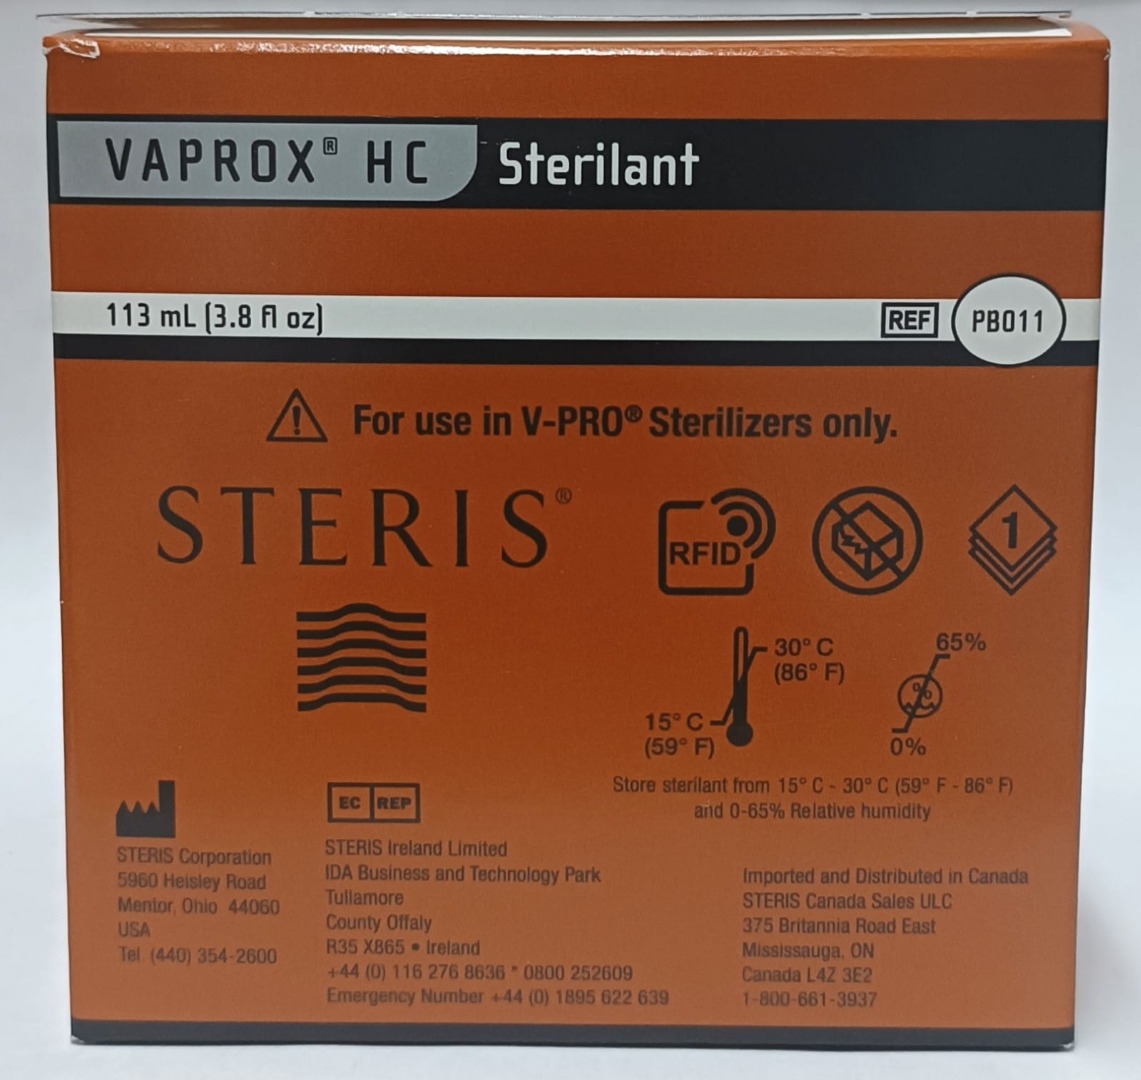 VAPROX® HC Sterilant
113 mL (3.8 fl oz)
REF PB011
For use in V-PRO® Sterilizers only.
STERIS®
RFID
1
30° C
(86° F)
15° C
(59° F)
65%
%
0%
Store sterilant from 15° C - 30° C (59° F - 86° F)
and 0-65% Relative humidity
STERIS Corporation
5960 Heisley Road
Mentor, Ohio 44060
USA
Tel. (440) 354-2600
EC REP
STERIS Ireland Limited
IDA Business and Technology Park
Tullamore
County Offaly
R35 X865 • Ireland
+44 (0) 116 276 8636 * 0800 252609
Emergency Number +44 (0) 1895 622 639
Imported and Distributed in Canada
STERIS Canada Sales ULC
375 Britannia Road East
Mississauga, ON
Canada L4Z 3E2
1-800-661-3937